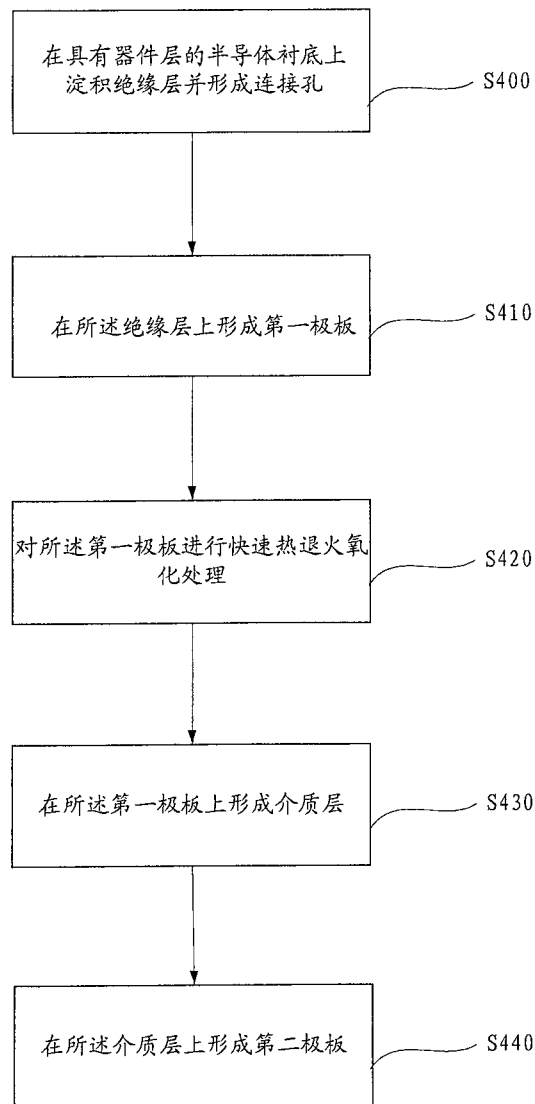 在具有器件层的半导体衬底上
淀积绝缘层并形成连接孔
S400
在所述绝缘层上形成第一极板
S410
对所述第一极板进行快速热退火氧
化处理
S420
在所述第一极板上形成介质层
S430
在所述介质层上形成第二极板
S440